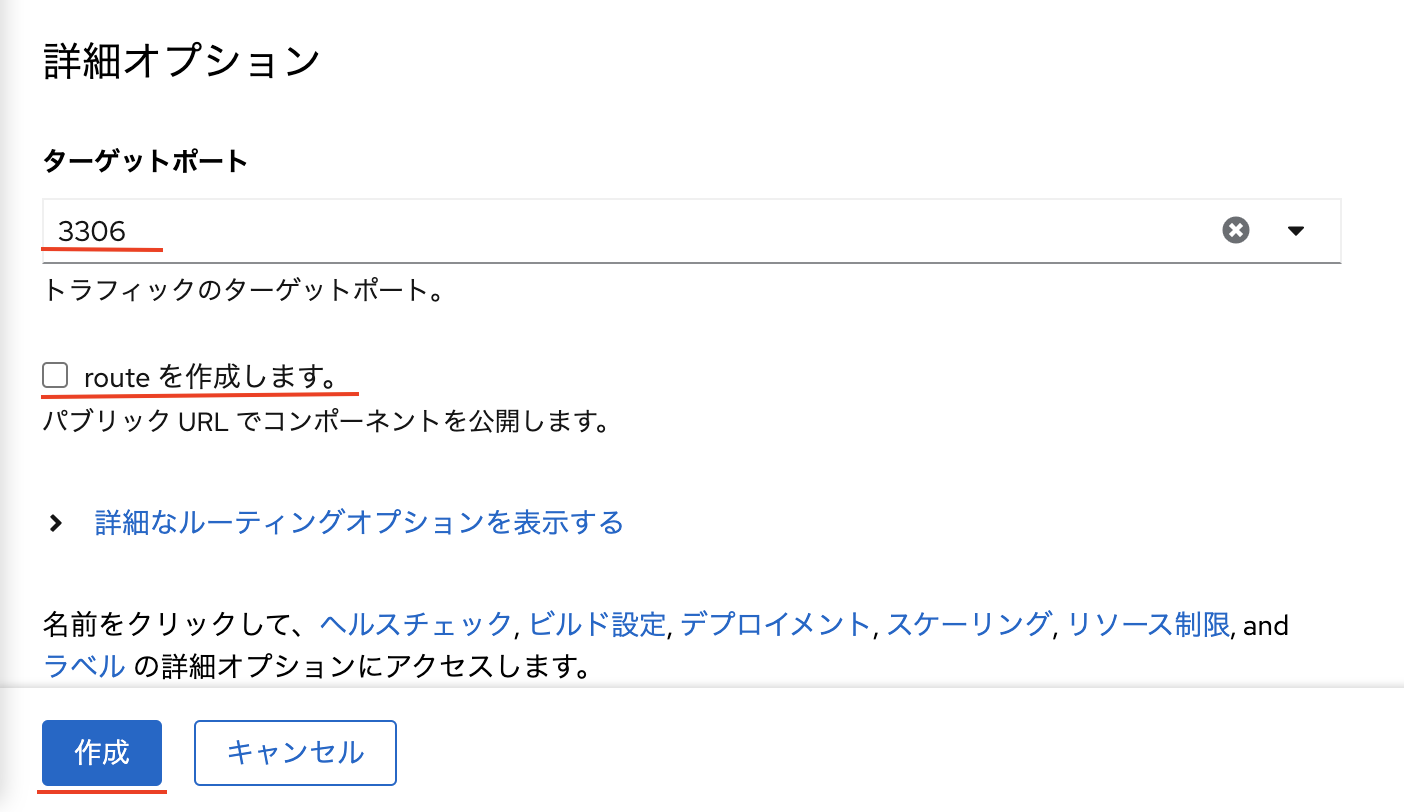 詳細オプション
ターゲットポート
3306
トラフィックのターゲットポート。
route を作成します。
パブリック URL でコンポーネントを公開します。
詳細なルーティングオプションを表示する
名前をクリックして、ヘルスチェック, ビルド設定, デプロイメント, スケーリング, リソース制限, and
ラベル の詳細オプションにアクセスします。
作成 キャンセル